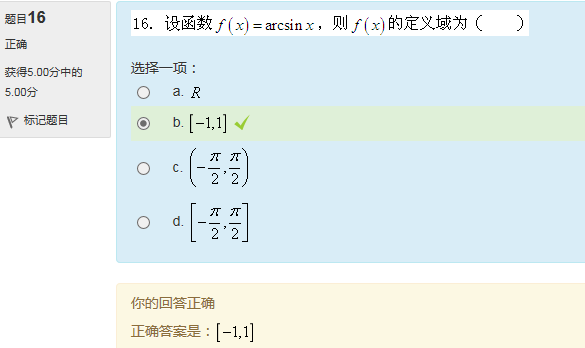 题目16
正确
获得5.00分中的
5.00分
标记题目
16. 设函数 f(x)=arcsin x，则 f(x)的定义域为（　　）
选择一项：
a. R
b. [−1,1]
c. (−π/2, π/2)
d. [−π/2, π/2]
你的回答正确
正确答案是：[−1,1]